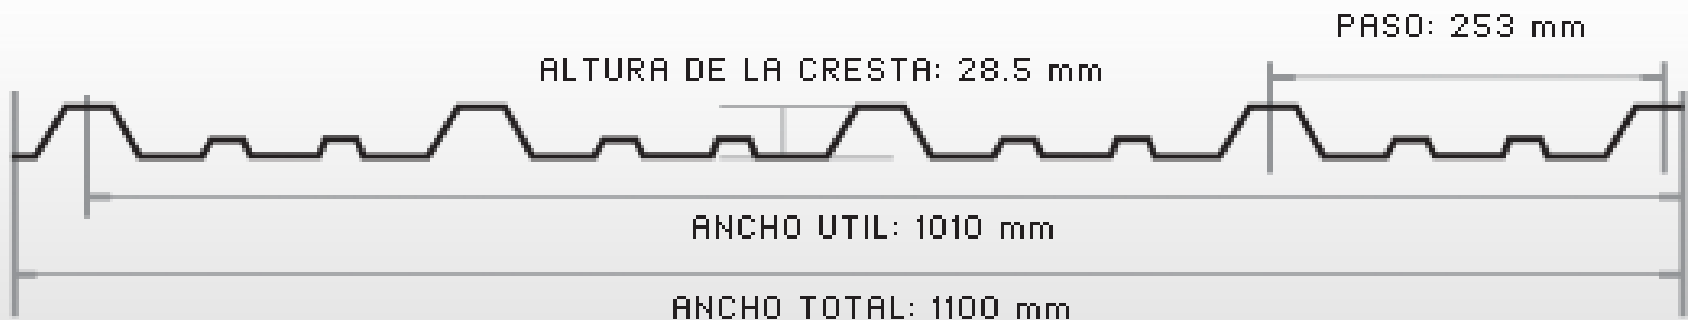 PASO: 253 mm
ALTURA DE LA CRESTA: 28.5 mm
ANCHO UTIL: 1010 mm
ANCHO TOTAL: 1100 mm